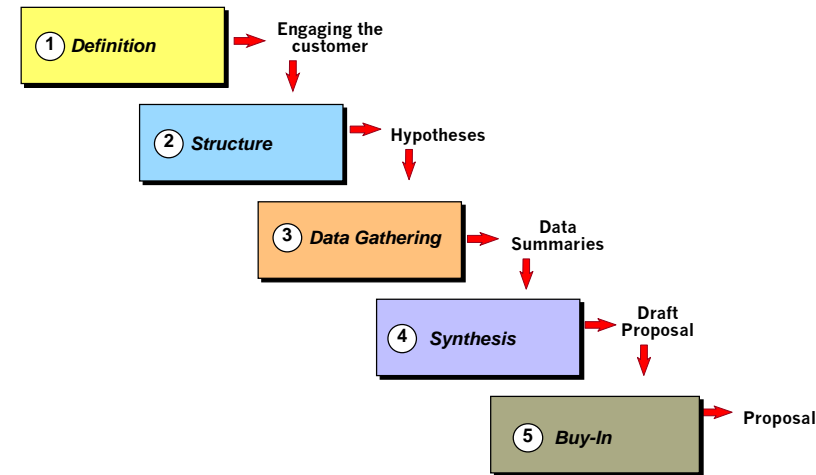 1 Definition
Engaging the
customer
2 Structure
Hypotheses
3 Data Gathering
Data
Summaries
4 Synthesis
Draft
Proposal
5 Buy-In
Proposal